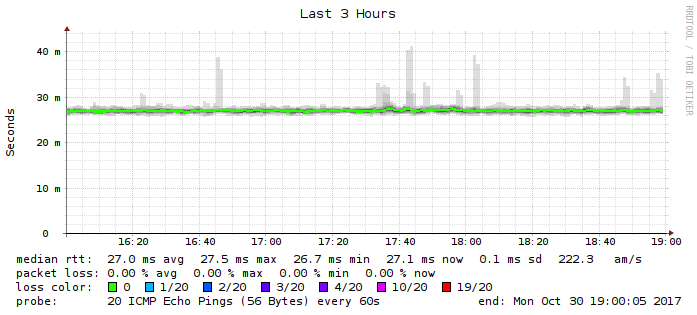 Last 3 Hours
RRDTOOL / TOBI OETIKER
Seconds
40 m
30 m
20 m
10 m
0
16:20 16:40 17:00 17:20 17:40 18:00 18:20 18:40 19:00
median rtt: 27.0 ms avg 27.5 ms max 26.7 ms min 27.1 ms now 0.1 ms sd 222.3 am/s
packet loss: 0.00 % avg 0.00 % max 0.00 % min 0.00 % now
loss color: 0 1/20 2/20 3/20 4/20 10/20 19/20
probe: 20 ICMP Echo Pings (56 Bytes) every 60s end: Mon Oct 30 19:00:05 2017